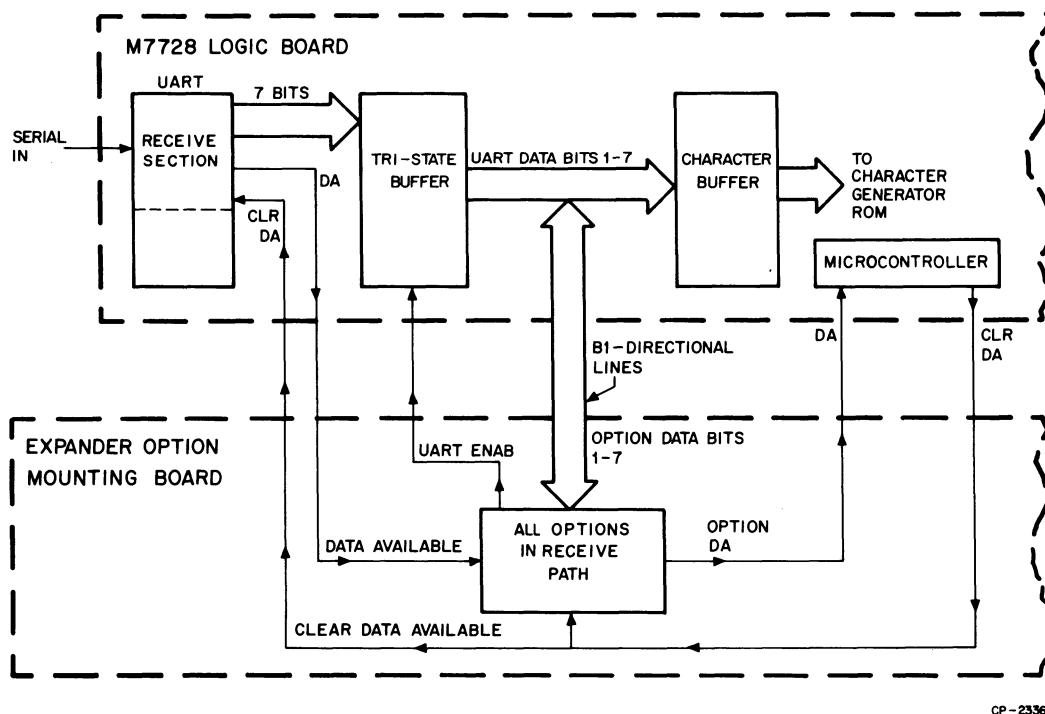 M7728 LOGIC BOARD
UART
7 BITS
SERIAL
IN
RECEIVE
SECTION
DA
CLR
DA
TRI-STATE
BUFFER
UART DATA BITS 1-7
CHARACTER
BUFFER
TO
CHARACTER
GENERATOR
ROM
MICROCONTROLLER
DA
CLR
DA
B1-DIRECTIONAL
LINES
EXPANDER OPTION
MOUNTING BOARD
UART ENAB
OPTION DATA BITS
1-7
DATA AVAILABLE
ALL OPTIONS
IN RECEIVE
PATH
OPTION
DA
CLEAR DATA AVAILABLE
CP-2336